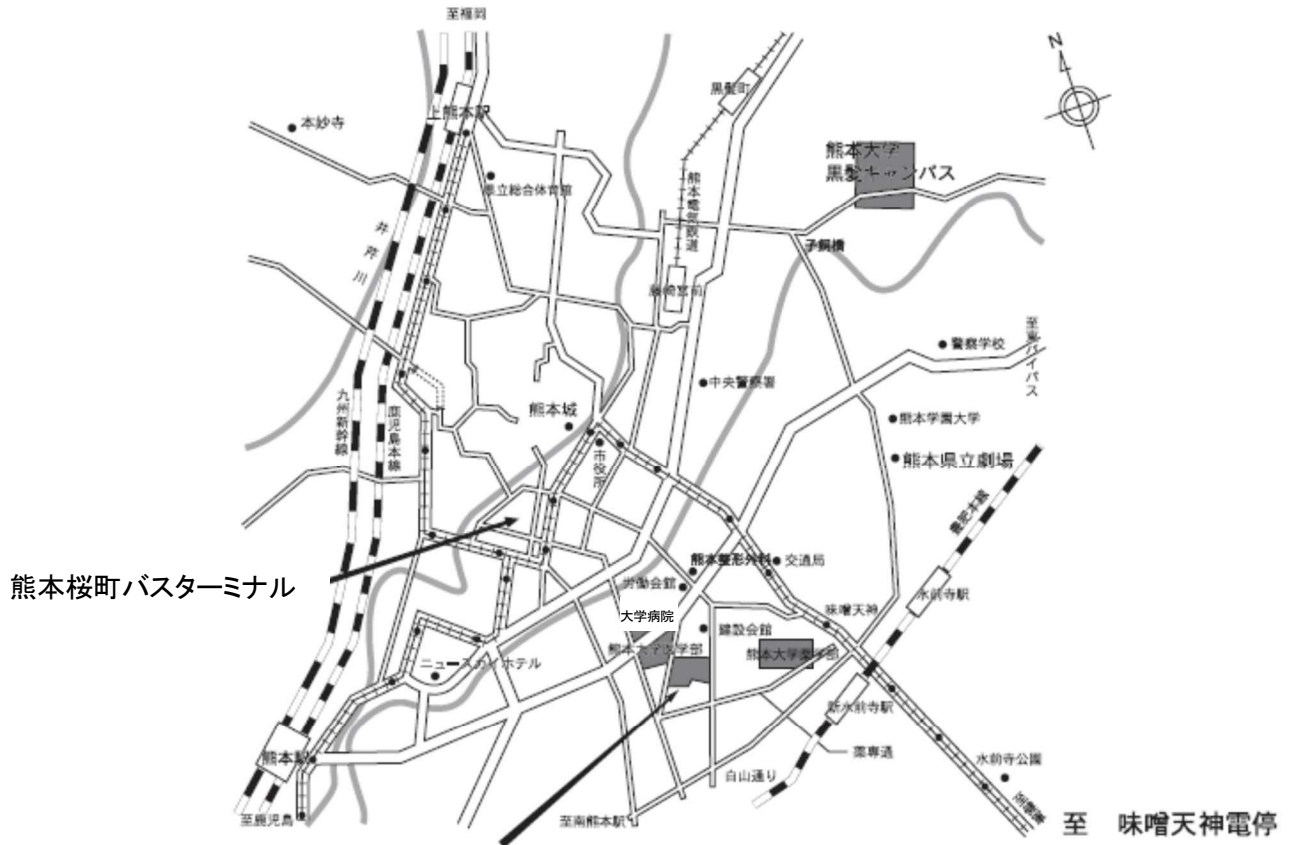 至福岡
N
黒髪町
上熊本駅
本妙寺
熊本大学
黒髪キャンパス
県立総合体育館
熊本電気鉄道
井芹川
子飼橋
藤崎宮前
至東バイパス
警察学校
中央警察署
九州新幹線
鹿児島本線
熊本城
熊本学園大学
市役所
熊本県立劇場
豊肥本線
熊本桜町バスターミナル
熊本整形外科
交通局
労働会館
水前寺駅
大学病院
味噌天神
建設会館
熊本大学医学部
熊本大学薬学部
ニュースカイホテル
新水前寺駅
熊本駅
薬専通
水前寺公園
白山通り
至鹿児島
至南熊本駅
至 味噌天神電停